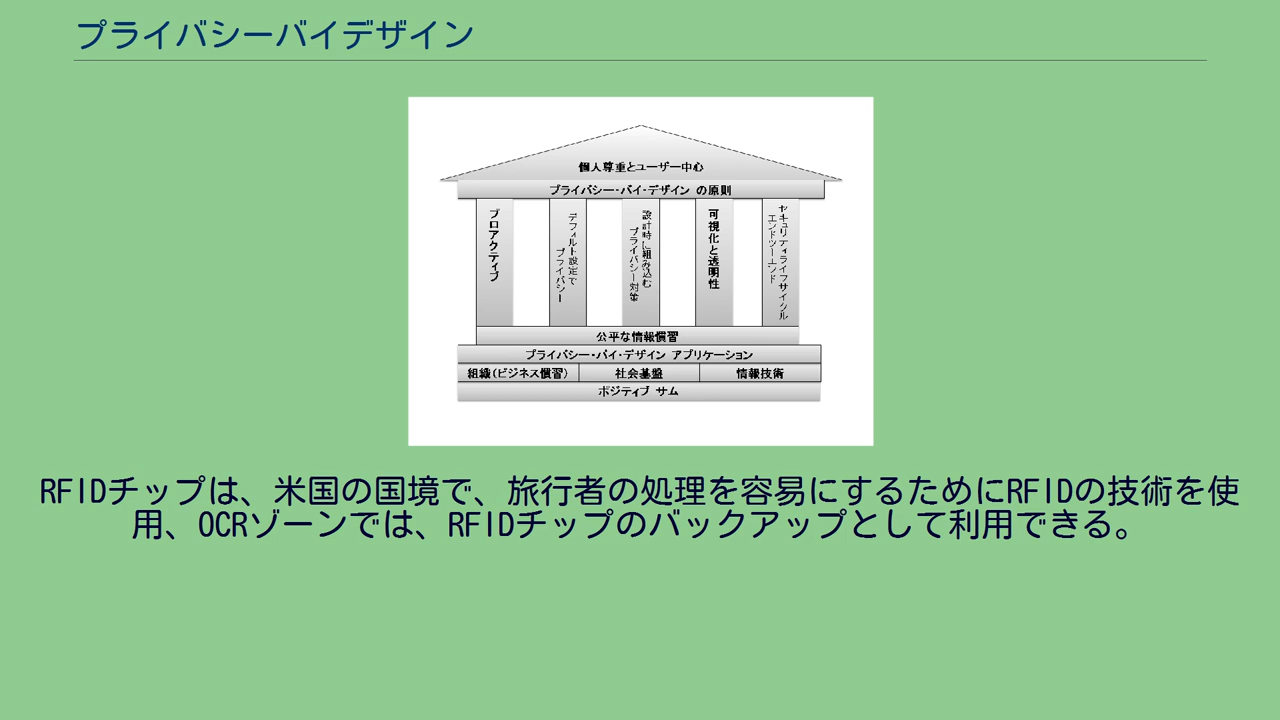 プライバシーバイデザイン
個人尊重とユーザー中心
プライバシー・バイ・デザイン の原則
プロアクティブ
デフォルト設定で
プライバシー
設計時に組み込む
プライバシー対策
可視化と透明性
セキュリティライフサイクル
エンドツーエンド
公平な情報慣習
プライバシー・バイ・デザイン アプリケーション
組織(ビジネス慣習)
社会基盤
情報技術
ポジティブ サム
RFIDチップは、米国の国境で、旅行者の処理を容易にするためにRFIDの技術を使
用、OCRゾーンでは、RFIDチップのバックアップとして利用できる。